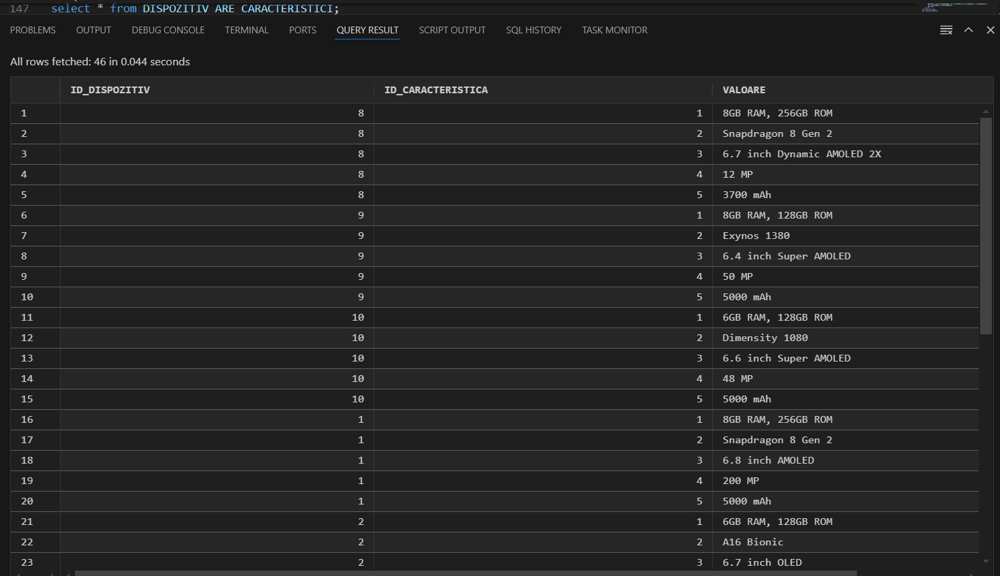 147 select * from DISPOZITIV_ARE_CARACTERISTICI;
PROBLEMS OUTPUT DEBUG CONSOLE TERMINAL PORTS QUERY RESULT SCRIPT OUTPUT SQL HISTORY TASK MONITOR
All rows fetched: 46 in 0.044 seconds
ID_DISPOZITIV ID_CARACTERISTICA VALOARE
1 8 1 8GB RAM, 256GB ROM
2 8 2 Snapdragon 8 Gen 2
3 8 3 6.7 inch Dynamic AMOLED 2X
4 8 4 12 MP
5 8 5 3700 mAh
6 9 1 8GB RAM, 128GB ROM
7 9 2 Exynos 1380
8 9 3 6.4 inch Super AMOLED
9 9 4 50 MP
10 9 5 5000 mAh
11 10 1 6GB RAM, 128GB ROM
12 10 2 Dimensity 1080
13 10 3 6.6 inch Super AMOLED
14 10 4 48 MP
15 10 5 5000 mAh
16 1 1 8GB RAM, 256GB ROM
17 1 2 Snapdragon 8 Gen 2
18 1 3 6.8 inch AMOLED
19 1 4 200 MP
20 1 5 5000 mAh
21 2 1 6GB RAM, 128GB ROM
22 2 2 A16 Bionic
23 2 3 6.7 inch OLED